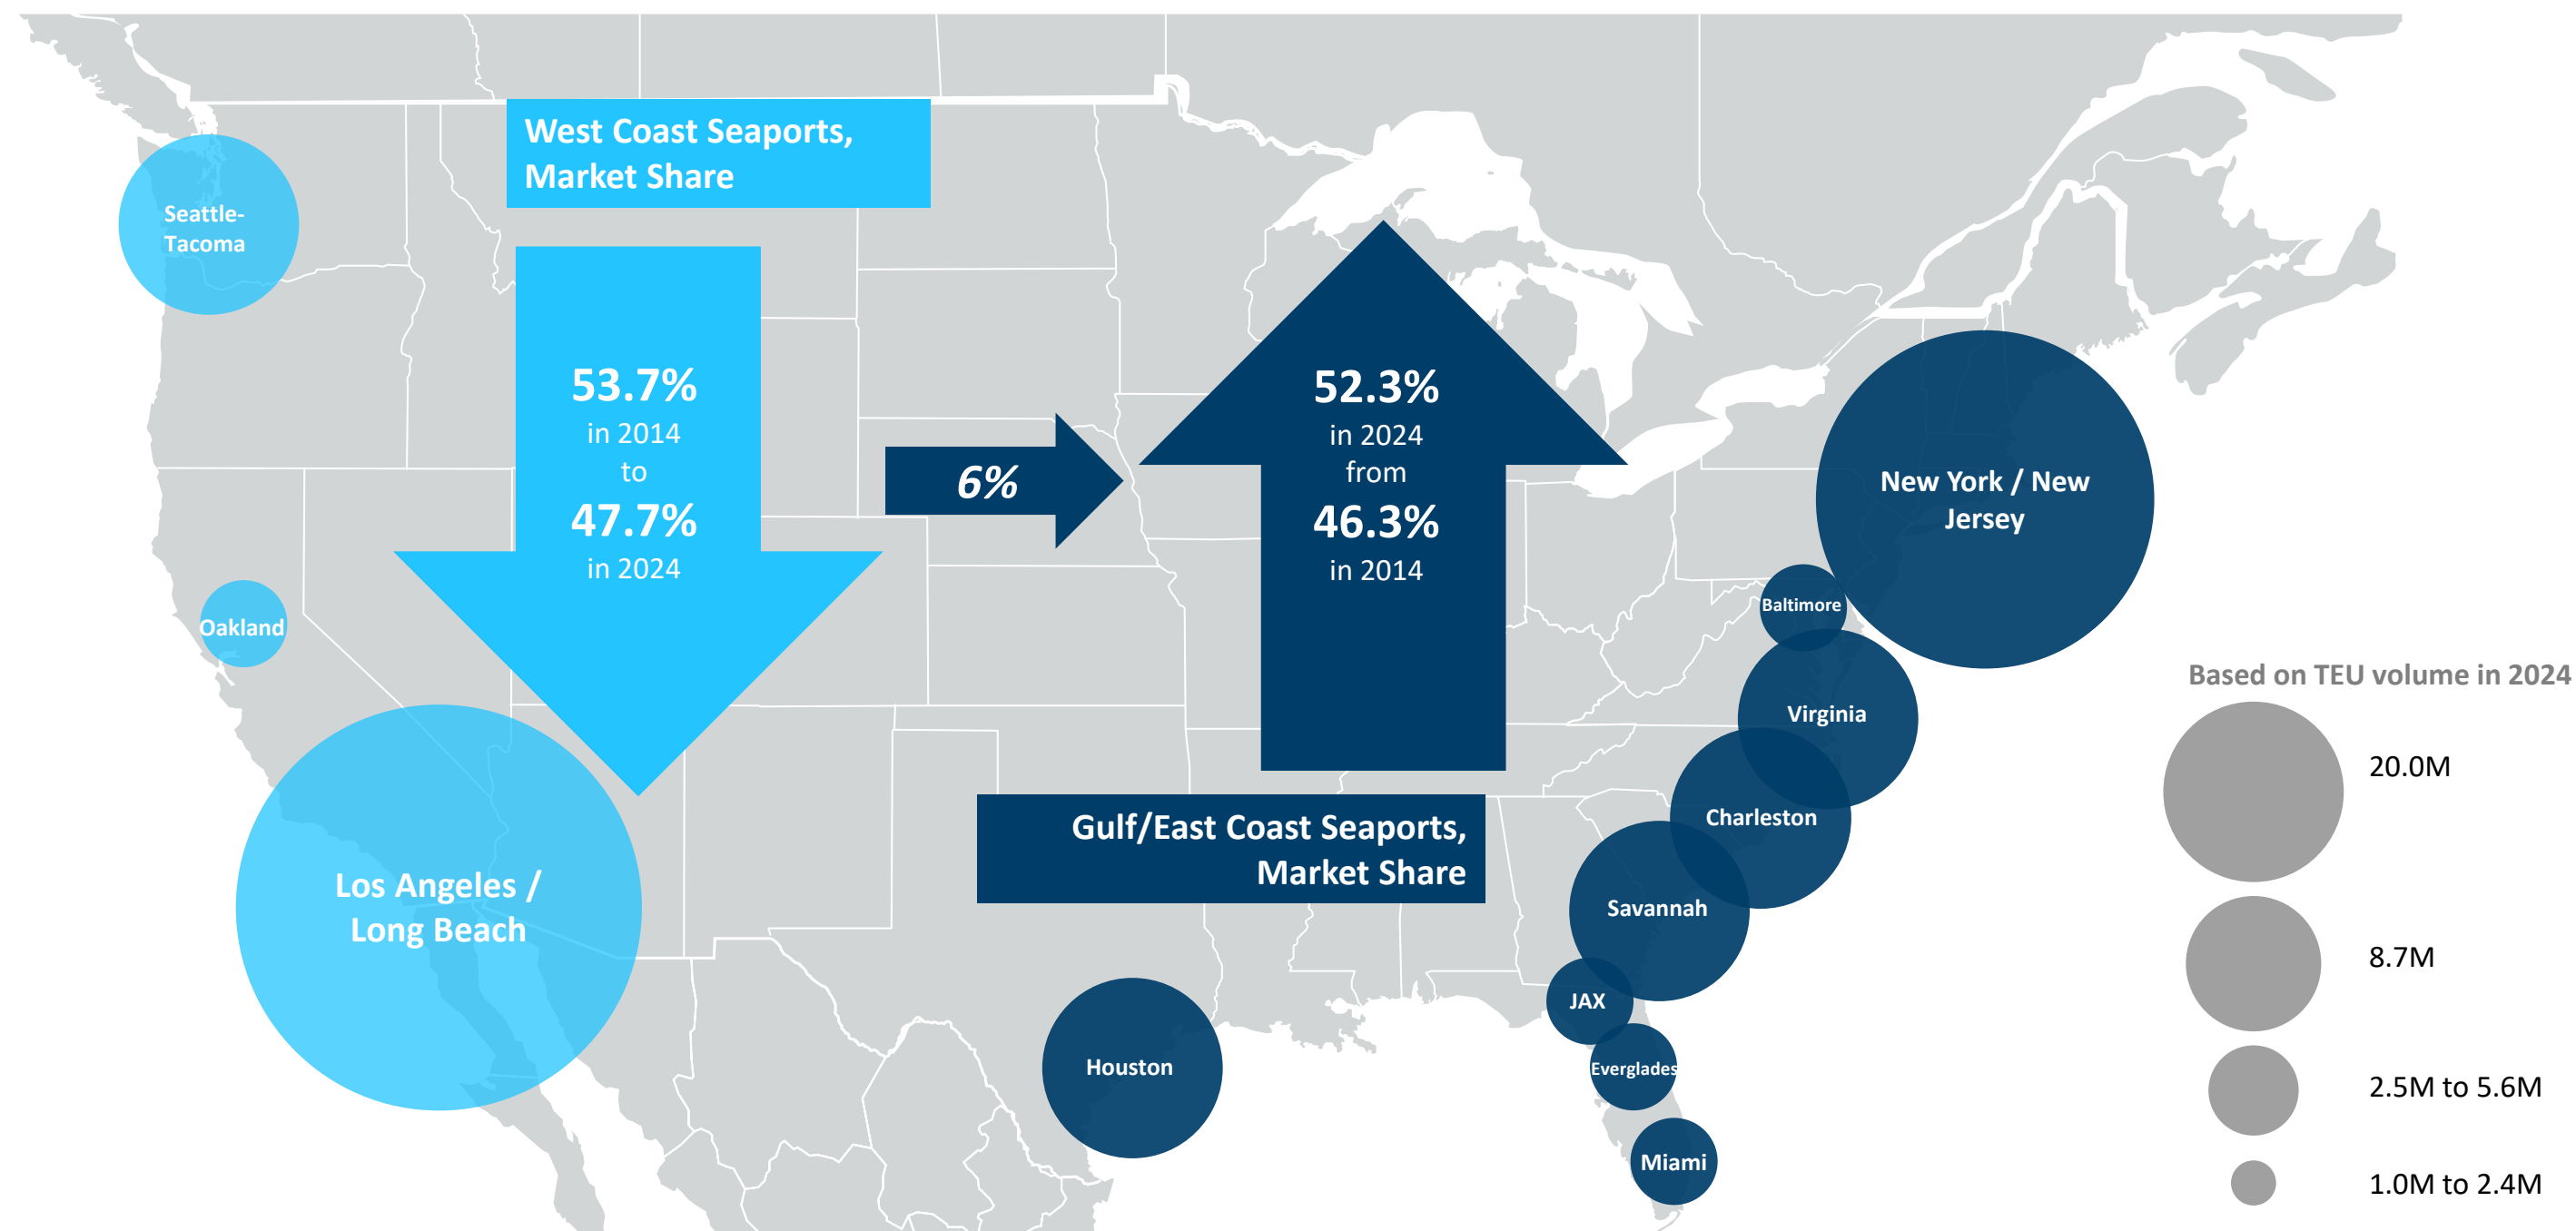 West Coast Seaports,
Market Share
Seattle-
Tacoma
53.7%
in 2014
to
47.7%
in 2024
6%
52.3%
in 2024
from
46.3%
in 2014
New York / New
Jersey
Baltimore
Oakland
Virginia
Charleston
Gulf/East Coast Seaports,
Market Share
Los Angeles /
Long Beach
Savannah
JAX
Houston
Everglades
Miami
Based on TEU volume in 2024
20.0M
8.7M
2.5M to 5.6M
1.0M to 2.4M